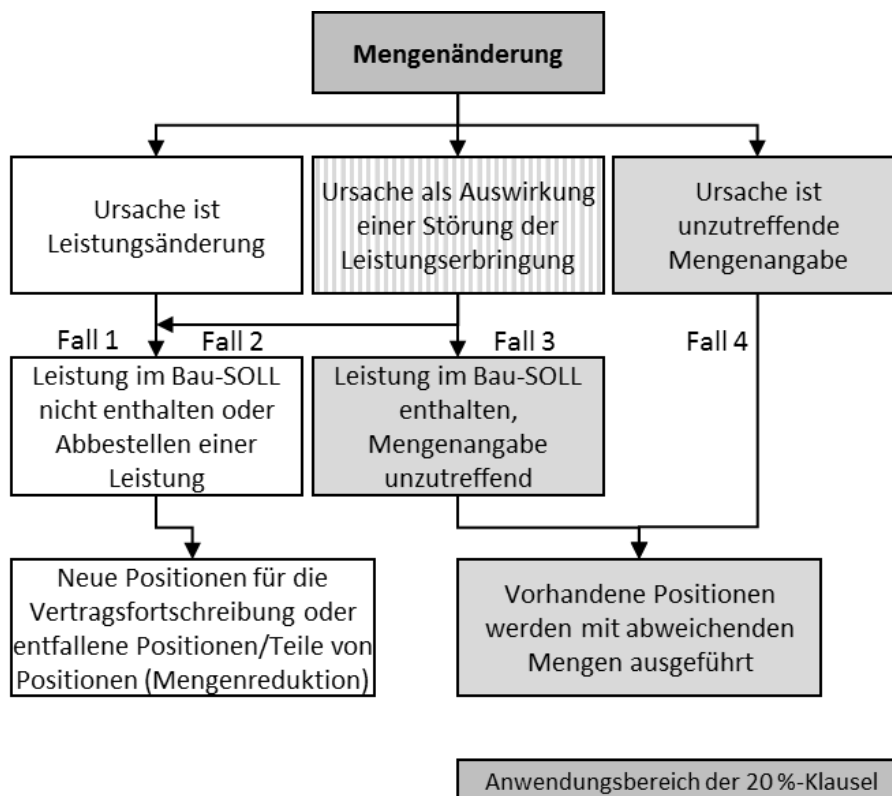 Mengenänderung
Ursache ist
Leistungsänderung
Ursache als Auswirkung
einer Störung der
Leistungserbringung
Ursache ist
unzutreffende
Mengenangabe
Fall 1
Fall 2
Fall 3
Fall 4
Leistung im Bau-SOLL
nicht enthalten oder
Abbestellen einer
Leistung
Leistung im Bau-SOLL
enthalten,
Mengenangabe
unzutreffend
Neue Positionen für die
Vertragsfortschreibung oder
entfallene Positionen/Teile von
Positionen (Mengenreduktion)
Vorhandene Positionen
werden mit abweichenden
Mengen ausgeführt
Anwendungsbereich der 20 %-Klausel